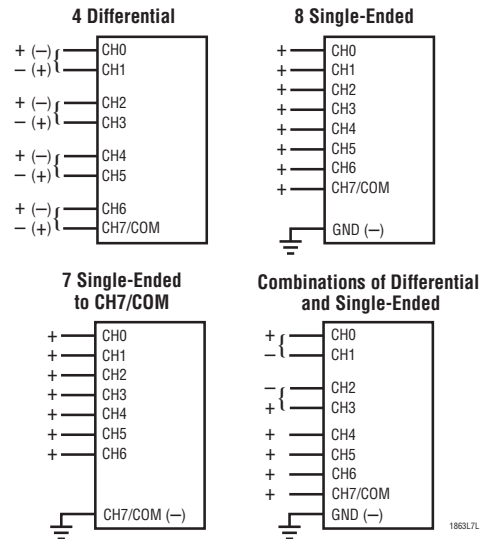 4 Differential
+ (–) CH0
– (+) CH1
+ (–) CH2
– (+) CH3
+ (–) CH4
– (+) CH5
+ (–) CH6
– (+) CH7/COM
8 Single-Ended
+ CH0
+ CH1
+ CH2
+ CH3
+ CH4
+ CH5
+ CH6
+ CH7/COM
GND (–)
7 Single-Ended
to CH7/COM
+ CH0
+ CH1
+ CH2
+ CH3
+ CH4
+ CH5
+ CH6
CH7/COM (–)
Combinations of Differential
and Single-Ended
+ CH0
– CH1
– CH2
+ CH3
+ CH4
+ CH5
+ CH6
+ CH7/COM
GND (–)
1863L7L